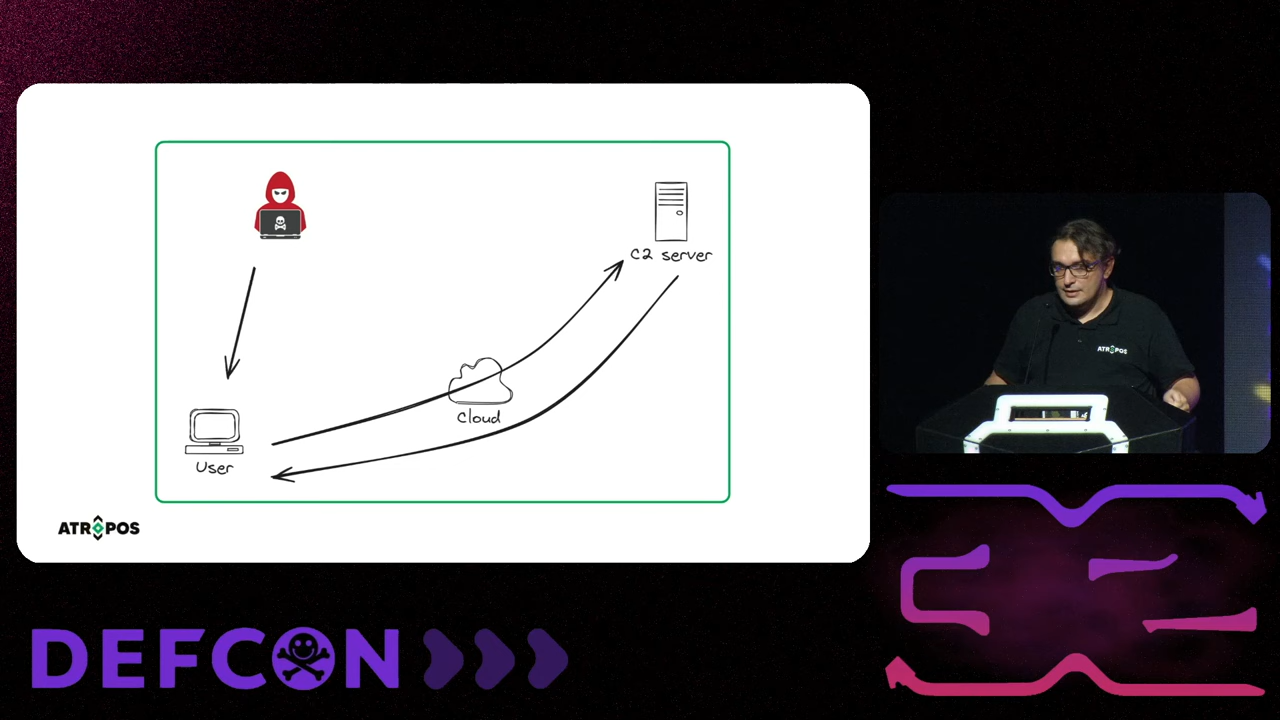 C2 server
Cloud
User
ATROPOS
ATROPOS
DEFCON